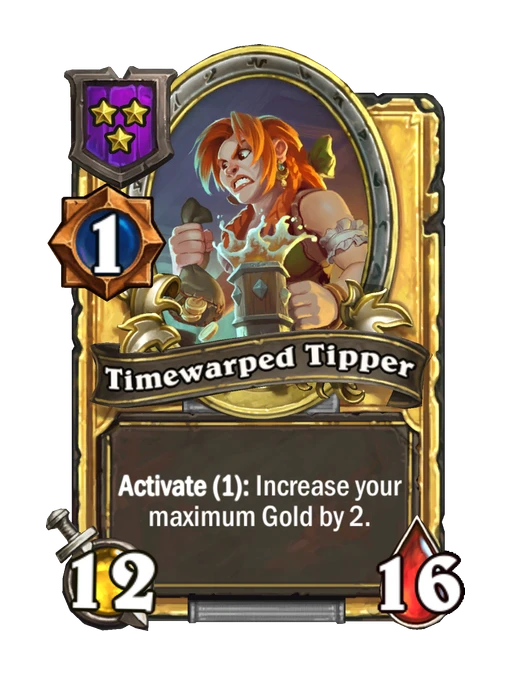 1
Timewarped Tipper
Activate (1): Increase your
maximum Gold by 2.
12
16